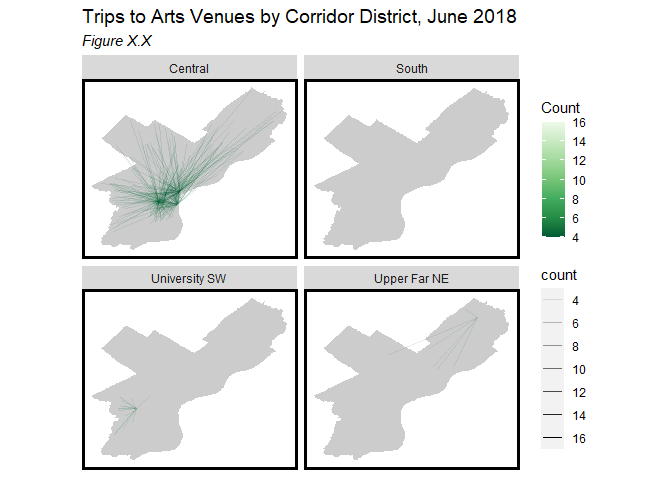 Trips to Arts Venues by Corridor District, June 2018
Figure X.X
Central
South
University SW
Upper Far NE
Count
16
14
12
10
8
6
4
count
4
6
8
10
12
14
16